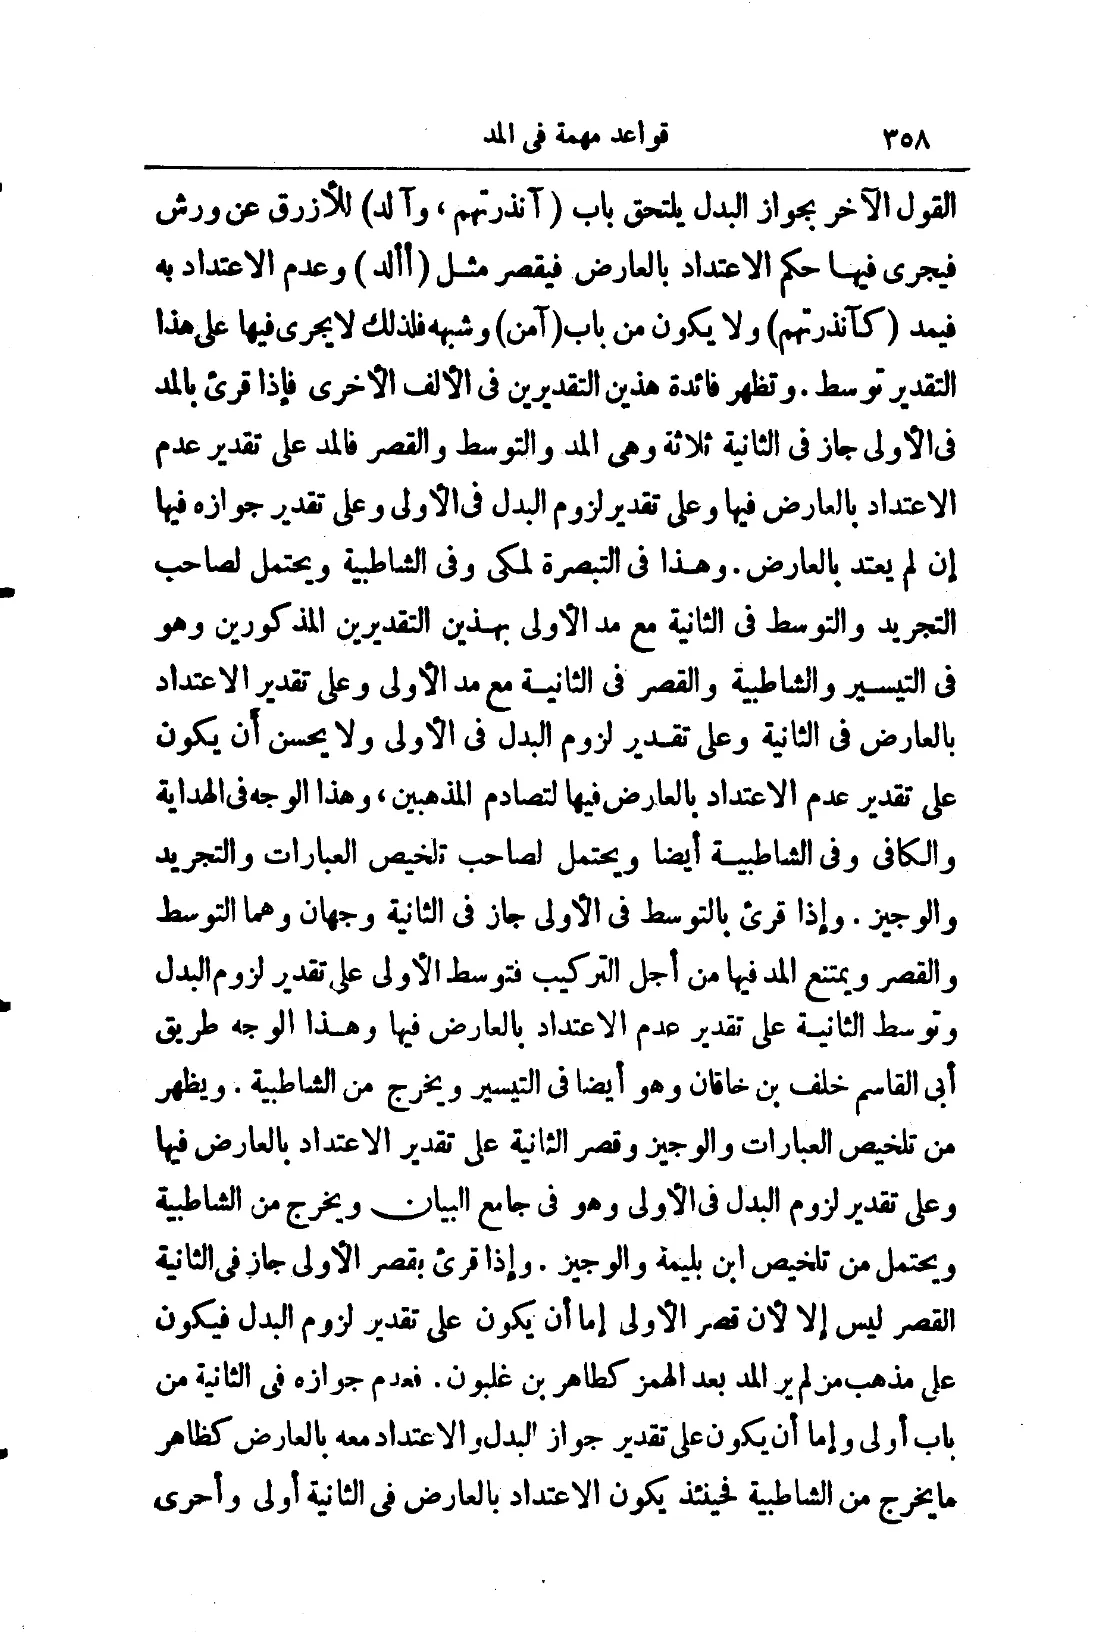 ٣٥٨ قواعد مهمة فى المد
القول الآخر بجواز البدل يلتحق باب (آنذرتهم ، وآلد) للأزرق عن ورش
فيجرى فيها حكم الاعتداد بالعارض فيقصر مثل (أألد) وعدم الاعتداد به
فيمد (كآنذرتهم) ولا يكون من باب (آمن) وشبهه فلذلك لا يجرى فيها على هذا
التقدير توسط . وتظهر فائدة هذين التقديرين فى الألف الأخرى فإذا قرئ بالمد
فى الأولى جاز فى الثانية ثلاثة وهى المد والتوسط والقصر فالمد على تقدير عدم
الاعتداد بالعارض فيها وعلى تقدير لزوم البدل فى الأولى وعلى تقدير جوازه فيها
إن لم يعتد بالعارض . وهذا فى التبصرة لمكى وفى الشاطبية ويحتمل لصاحب
التجريد والتوسط فى الثانية مع مد الأولى بهذين التقديرين المذكورين وهو
فى التيسير والشاطبية والقصر فى الثانية مع مد الأولى وعلى تقدير الاعتداد
بالعارض فى الثانية وعلى تقدير لزوم البدل فى الأولى ولا يحسن أن يكون
على تقدير عدم الاعتداد بالعارض فيها لتصادم المذهبين ، وهذا الوجه فى الهداية
والكافى وفى الشاطبية أيضا ويحتمل لصاحب تلخيص العبارات والتجريد
والوجيز . وإذا قرئ بالتوسط فى الأولى جاز فى الثانية وجهان وهما التوسط
والقصر ويمتنع المد فيها من أجل التركيب فتوسط الأولى على تقدير لزوم البدل
وتوسط الثانية على تقدير عدم الاعتداد بالعارض فيها وهذا الوجه طريق
أبى القاسم خلف بن خاقان وهو أيضا فى التيسير ويخرج من الشاطبية . ويظهر
من تلخيص العبارات والوجيز وقصر الثانية على تقدير الاعتداد بالعارض فيها
وعلى تقدير لزوم البدل فى الأولى وهو فى جامع البيان ويخرج من الشاطبية
ويحتمل من تلخيص ابن بليمة والوجيز . وإذا قرئ بقصر الأولى جاز فى الثانية
القصر ليس إلا لأن قصر الأولى إما أن يكون على تقدير لزوم البدل فيكون
على مذهب من لم ير المد بعد الهمز كطاهر بن غلبون . فعدم جوازه فى الثانية من
باب أولى وإما أن يكون على تقدير جواز البدل والاعتداد معه بالعارض كظاهر
ما يخرج من الشاطبية فحينئذ يكون الاعتداد بالعارض فى الثانية أولى وأحرى